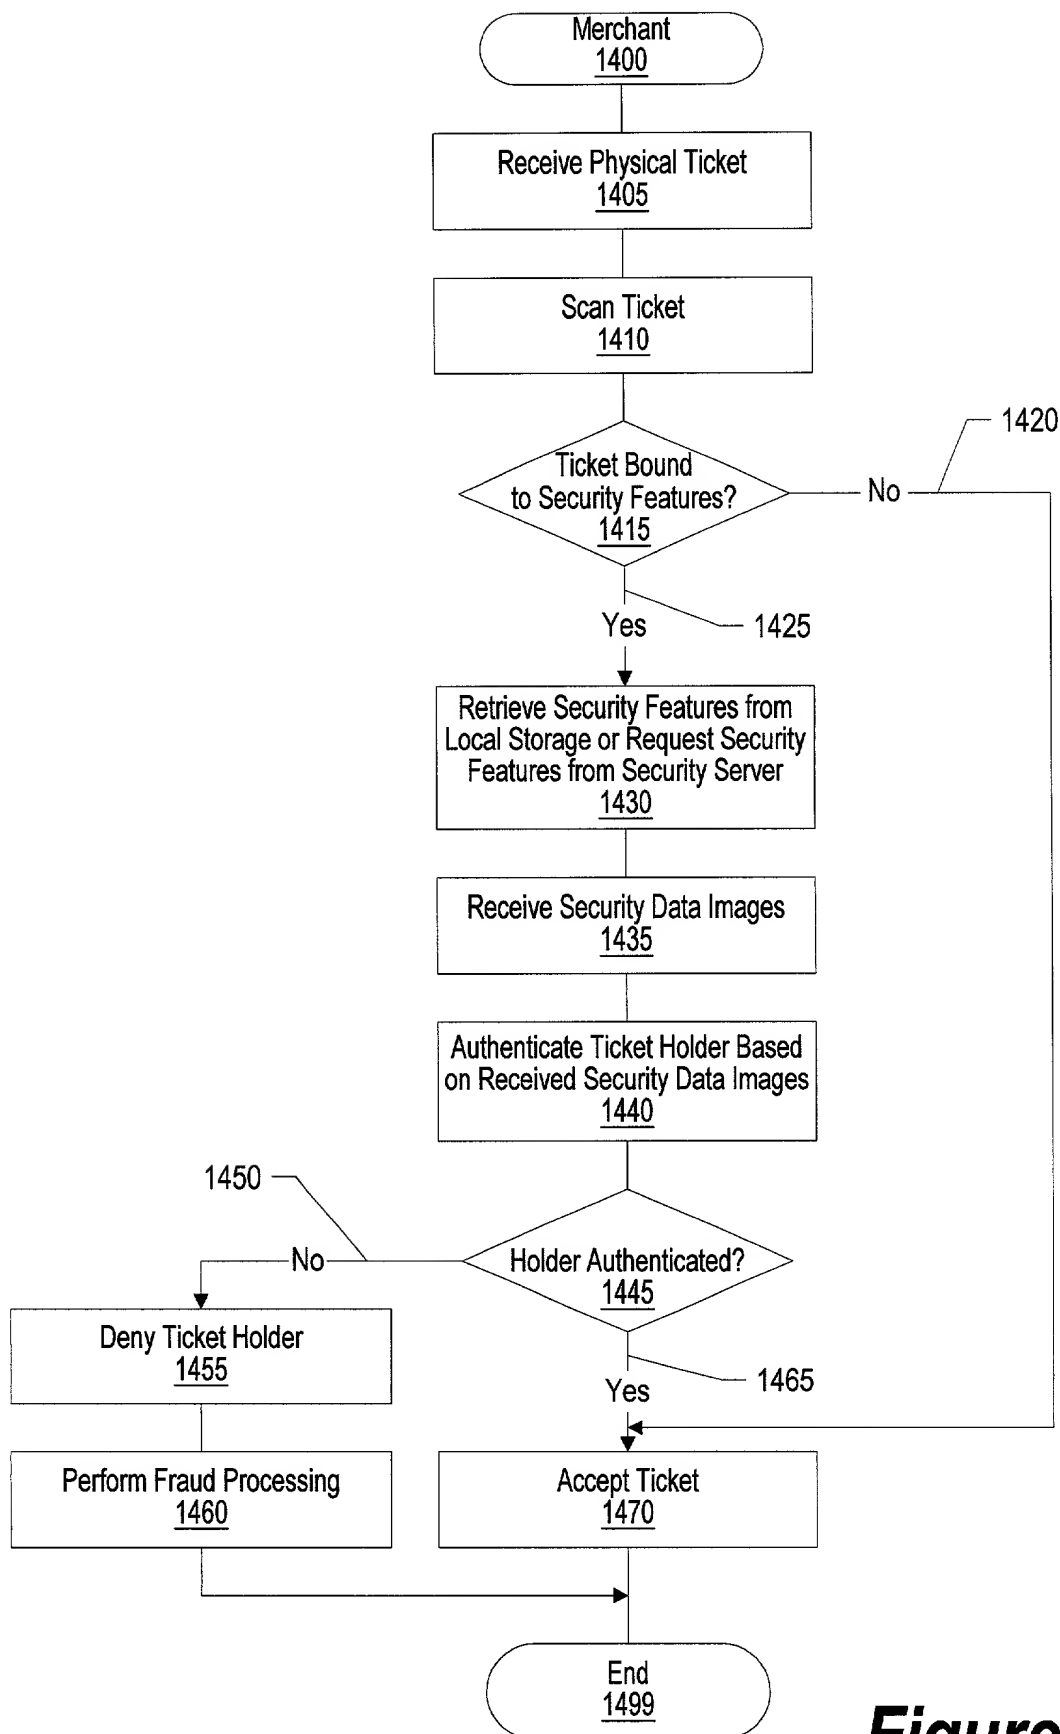 Merchant
1400
Receive Physical Ticket
1405
Scan Ticket
1410
1420
Ticket Bound
to Security Features?
1415
No
1425
Yes
Retrieve Security Features from
Local Storage or Request Security
Features from Security Server
1430
Receive Security Data Images
1435
Authenticate Ticket Holder Based
on Received Security Data Images
1440
1450
No
Holder Authenticated?
1445
Deny Ticket Holder
1455
1465
Yes
Perform Fraud Processing
1460
Accept Ticket
1470
End
1499
Figure